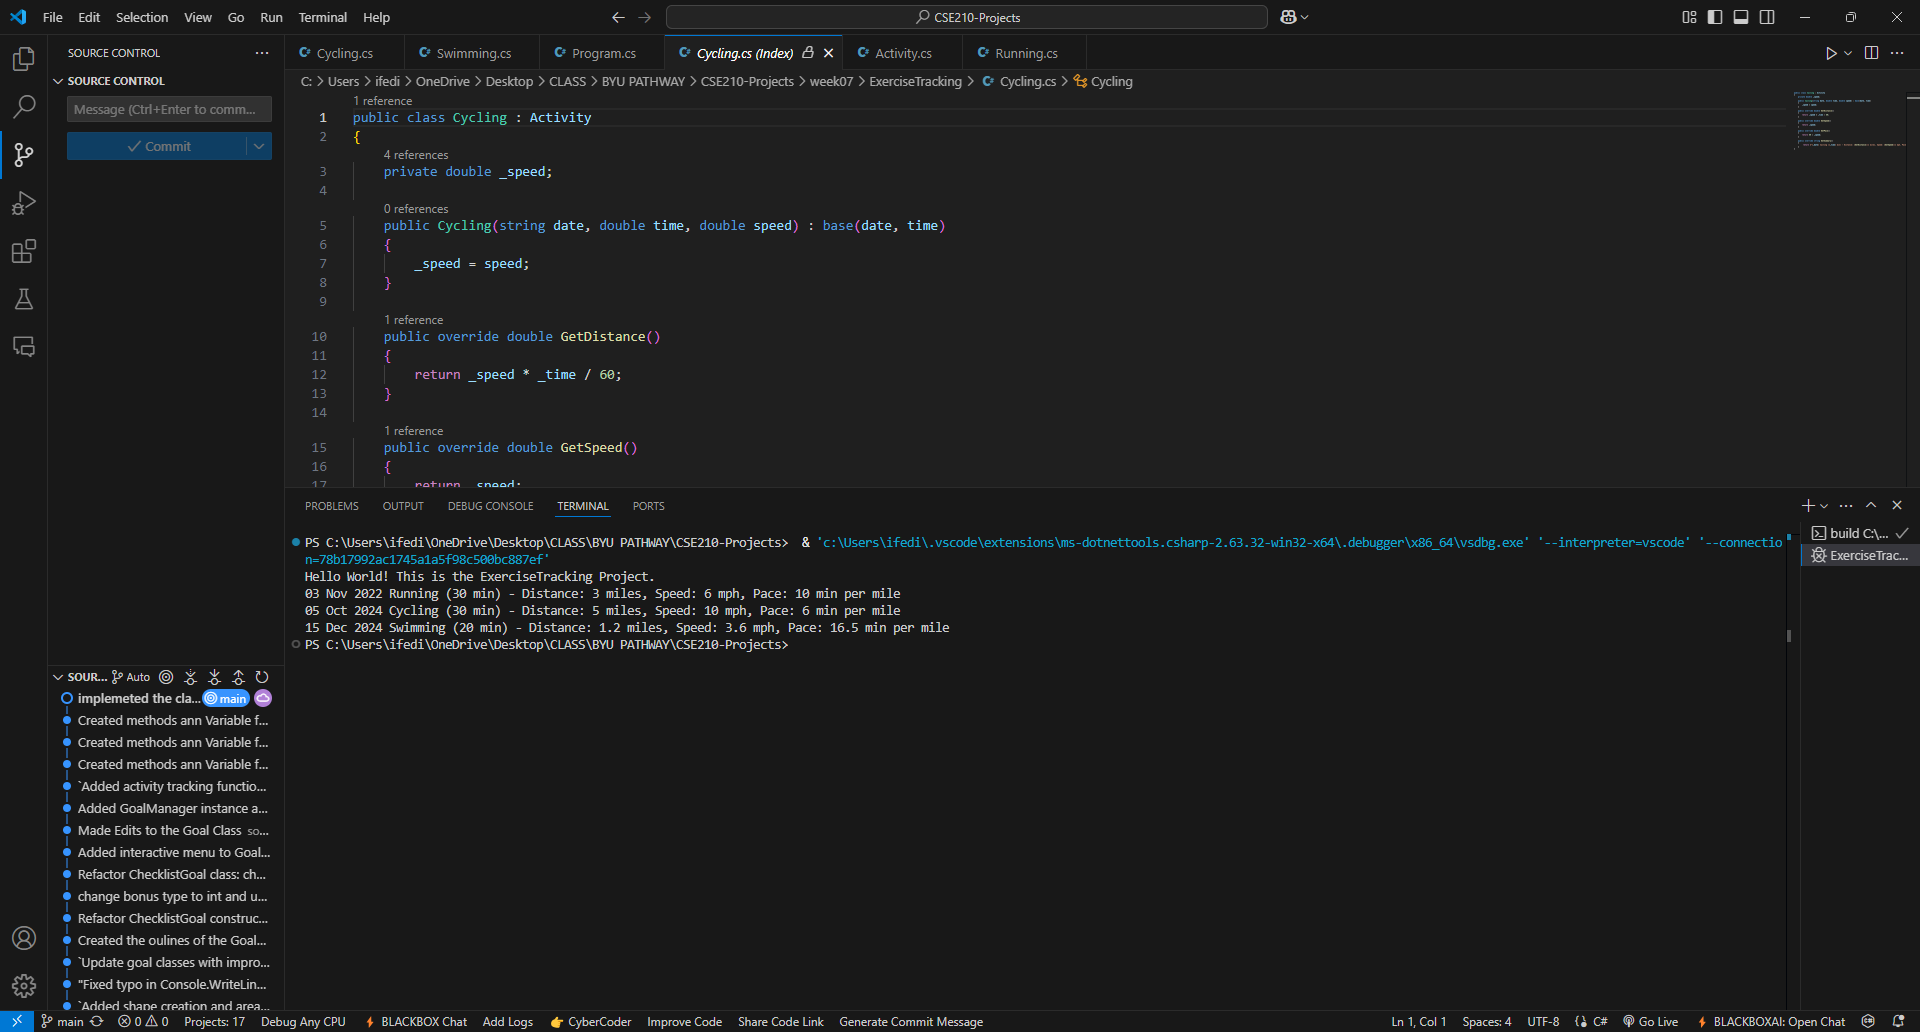 File Edit Selection View Go Run Terminal Help
CSE210-Projects
SOURCE CONTROL
SOURCE CONTROL
Message (Ctrl+Enter to comm...
Commit
Cycling.cs Swimming.cs Program.cs Cycling.cs (Index) Activity.cs Running.cs
C: > Users > ifedi > OneDrive > Desktop > CLASS > BYU PATHWAY > CSE210-Projects > week07 > ExerciseTracking > Cycling.cs > Cycling
1 reference
1 public class Cycling : Activity
2 {
4 references
3 private double _speed;
4
0 references
5 public Cycling(string date, double time, double speed) : base(date, time)
6 {
7 _speed = speed;
8 }
9
1 reference
10 public override double GetDistance()
11 {
12 return _speed * _time / 60;
13 }
14
1 reference
15 public override double GetSpeed()
16 {
17 return _speed;
PROBLEMS OUTPUT DEBUG CONSOLE TERMINAL PORTS
PS C:\Users\ifedi\OneDrive\Desktop\CLASS\BYU PATHWAY\CSE210-Projects> & 'c:\Users\ifedi\.vscode\extensions\ms-dotnettools.csharp-2.63.32-win32-x64\.debugger\x86_64\vsdbg.exe' '--interpreter=vscode' '--connectio
n=78b17992ac1745a1a5f98c500bc887ef'
Hello World! This is the ExerciseTracking Project.
03 Nov 2022 Running (30 min) - Distance: 3 miles, Speed: 6 mph, Pace: 10 min per mile
05 Oct 2024 Cycling (30 min) - Distance: 5 miles, Speed: 10 mph, Pace: 6 min per mile
15 Dec 2024 Swimming (20 min) - Distance: 1.2 miles, Speed: 3.6 mph, Pace: 16.5 min per mile
PS C:\Users\ifedi\OneDrive\Desktop\CLASS\BYU PATHWAY\CSE210-Projects>
build C:\...
ExerciseTrac...
SOUR... Auto
implemeted the cla... main
Created methods ann Variable f...
Created methods ann Variable f...
Created methods ann Variable f...
`Added activity tracking functio...
Added GoalManager instance a...
Made Edits to the Goal Class so...
Added interactive menu to Goal...
Refactor ChecklistGoal class: ch...
change bonus type to int and u...
Refactor ChecklistGoal construc...
Created the oulines of the Goal...
`Update goal classes with impro...
"Fixed typo in Console.WriteLin...
`Added shape creation and area...
main 0 0 Projects: 17 Debug Any CPU BLACKBOX Chat Add Logs CyberCoder Improve Code Share Code Link Generate Commit Message Ln 1, Col 1 Spaces: 4 UTF-8 {} C# Go Live BLACKBOXAI: Open Chat